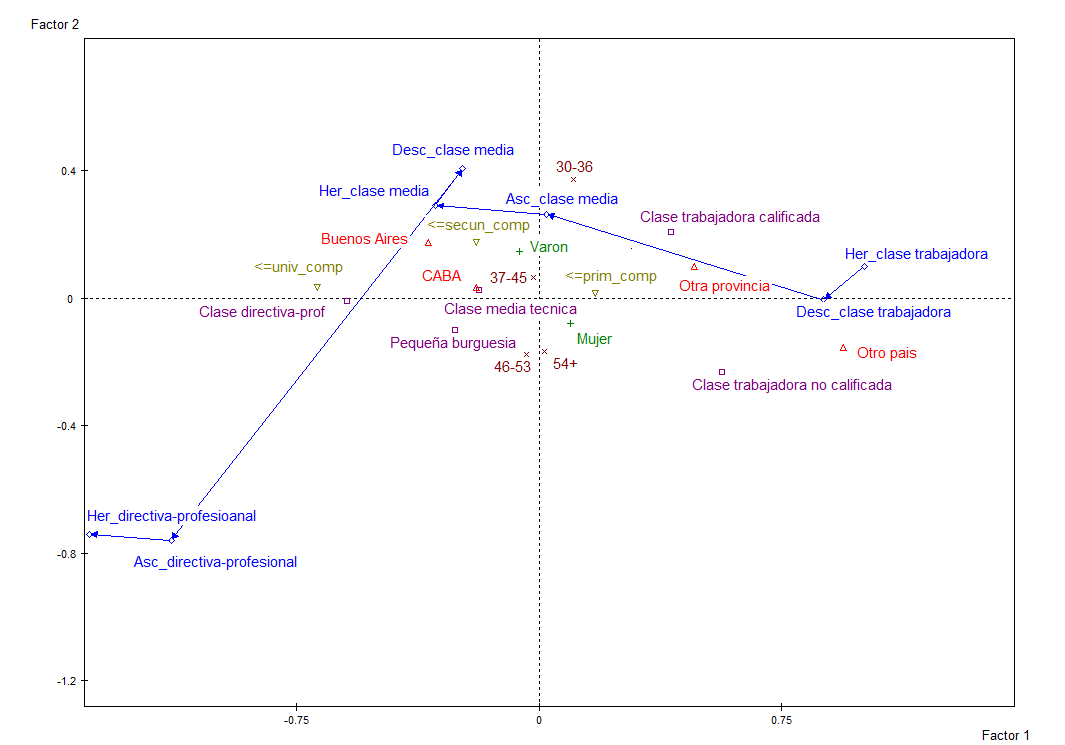 Factor 2
Desc_clase media
30-36
0.4
Her_clase media
Asc_clase media
Clase trabajadora calificada
<=secun_comp
Buenos Aires
Varon
Her_clase trabajadora
<=univ_comp
CABA
37-45
<=prim_comp
Otra provincia
0
Clase directiva-prof
Clase media tecnica
Desc_clase trabajadora
Pequeña burguesia
Mujer
Otro pais
46-53
54+
Clase trabajadora no calificada
-0.4
Her_directiva-profesioanal
-0.8
Asc_directiva-profesional
-1.2
-0.75
0
0.75
Factor 1